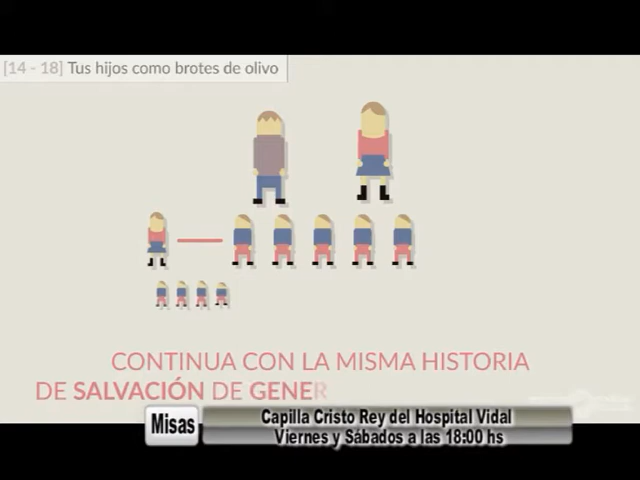 [14 - 18] Tus hijos como brotes de olivo
CONTINUA CON LA MISMA HISTORIA
DE SALVACIÓN DE GENER
Misas
Capilla Cristo Rey del Hospital Vidal
Viernes y Sábados a las 18:00 hs